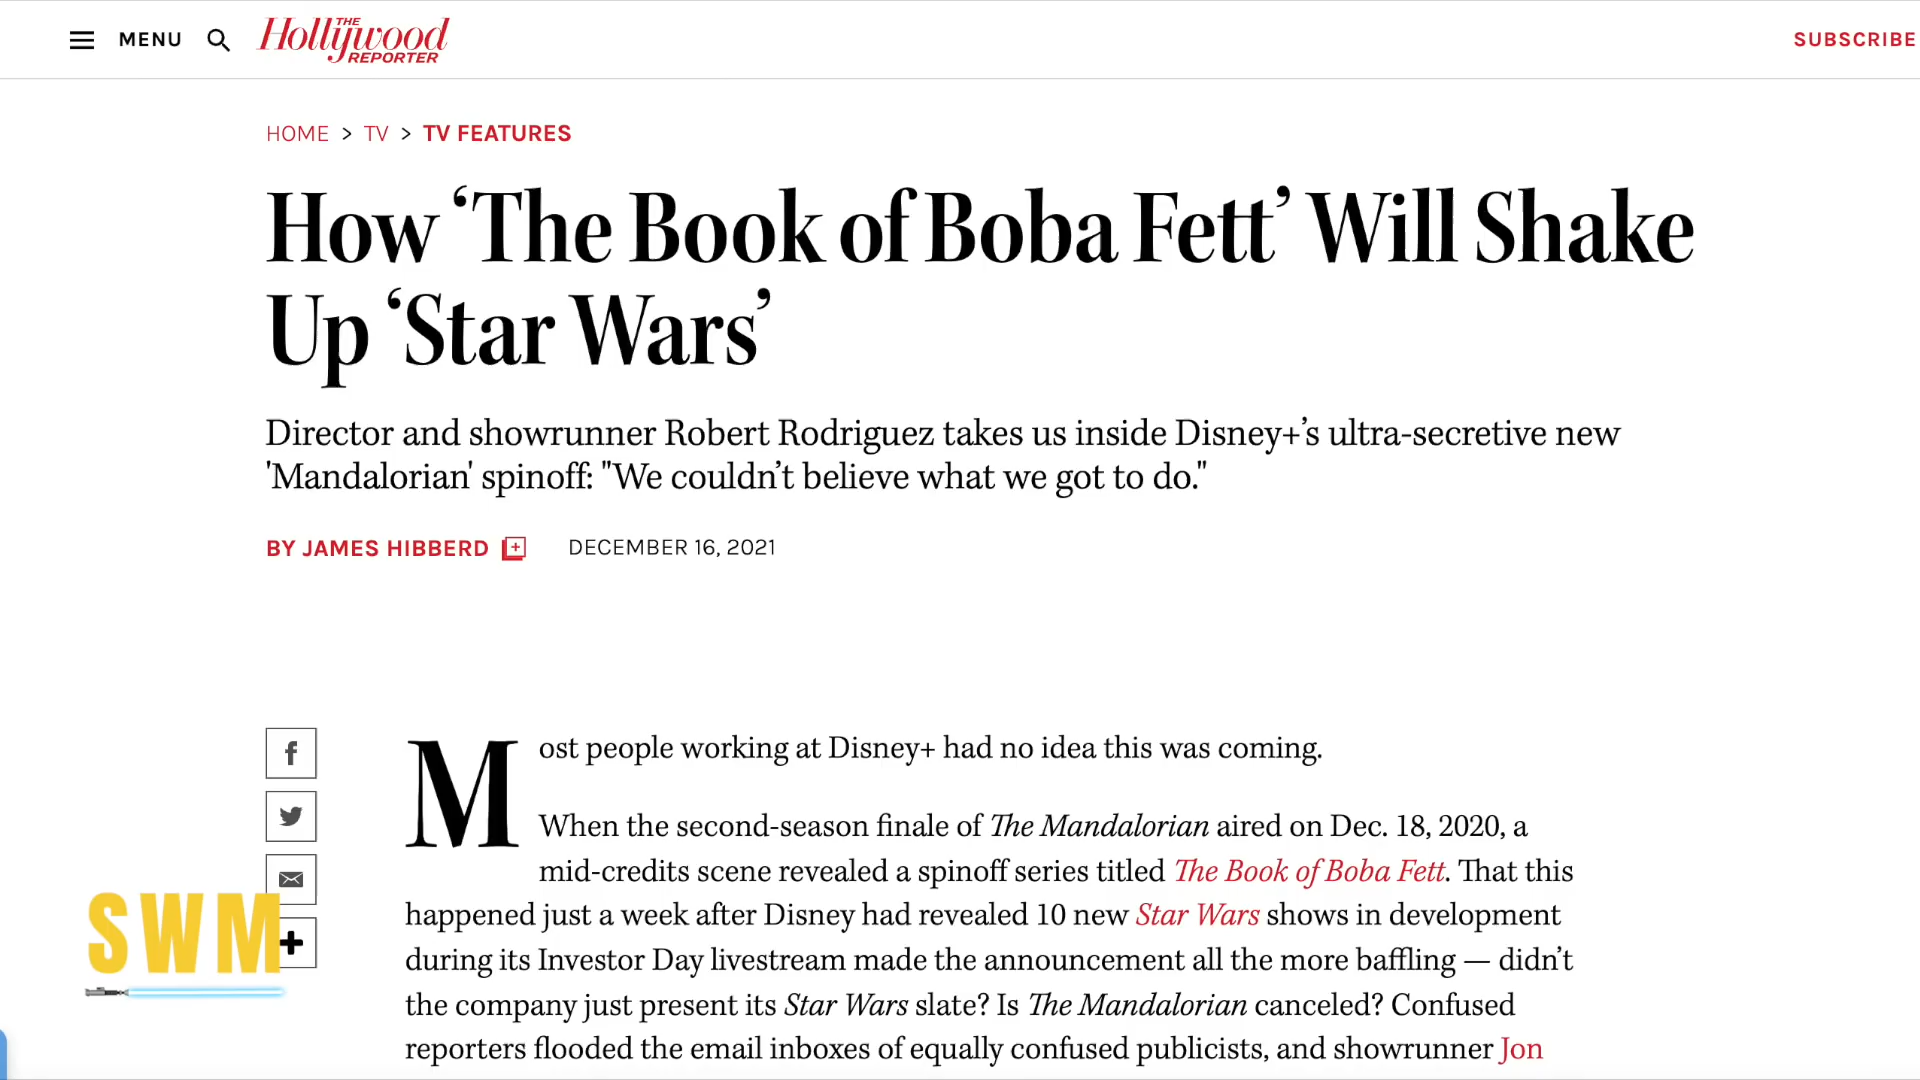 MENU
THE
Hollywood
REPORTER
SUBSCRIBE
HOME > TV > TV FEATURES
How ‘The Book of Boba Fett’ Will Shake
Up ‘Star Wars’
Director and showrunner Robert Rodriguez takes us inside Disney+’s ultra-secretive new
'Mandalorian' spinoff: "We couldn’t believe what we got to do."
BY JAMES HIBBERD DECEMBER 16, 2021
Most people working at Disney+ had no idea this was coming.
When the second-season finale of The Mandalorian aired on Dec. 18, 2020, a
mid-credits scene revealed a spinoff series titled The Book of Boba Fett. That this
happened just a week after Disney had revealed 10 new Star Wars shows in development
during its Investor Day livestream made the announcement all the more baffling — didn’t
the company just present its Star Wars slate? Is The Mandalorian canceled? Confused
reporters flooded the email inboxes of equally confused publicists, and showrunner Jon
SWM